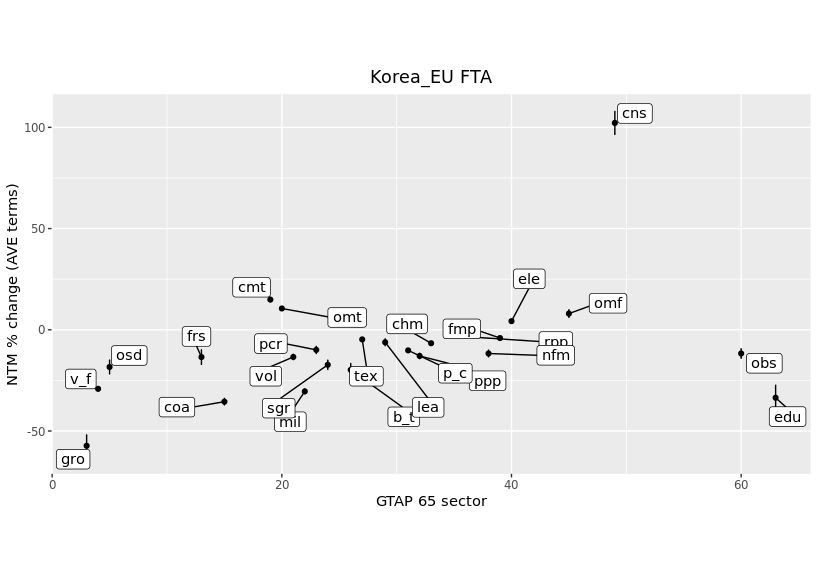 Korea_EU FTA
NTM % change (AVE terms)
100
50
0
-50
cns
ele
cmt
omf
omt
chm
fmp
frs
rpp
pcr
nfm
osd
obs
v_f
vol
tex
p_c
ppp
coa
sgr
lea
mil
b_t
edu
gro
0
20
40
60
GTAP 65 sector